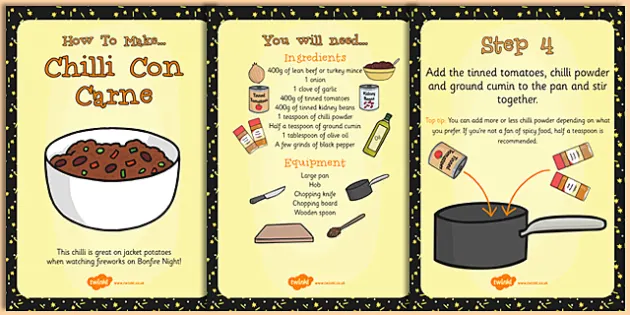 How To Make...
Chilli Con
Carne
This chilli is great on jacket potatoes
when watching fireworks on Bonfire Night!
twinkl
www.twinkl.co.uk
You will need...
Ingredients
400g of lean beef or turkey mince
1 onion
1 clove of garlic
400g of tinned tomatoes
400g of tinned kidney beans
1 teaspoon of chilli powder
Half a teaspoon of ground cumin
1 tablespoon of olive oil
A few grinds of black pepper
Tinned
Tomatoes
Kidney
Beans
Equipment
Large pan
Hob
Chopping knife
Chopping board
Wooden spoon
twinkl
www.twinkl.co.uk
Step 4
Add the tinned tomatoes, chilli powder
and ground cumin to the pan and stir
together.
Top tip: You can add more or less chilli powder depending on what
you prefer. If you're not a fan of spicy food, half a teaspoon is
recommended.
Tinned
Tomatoes
twinkl
www.twinkl.co.uk